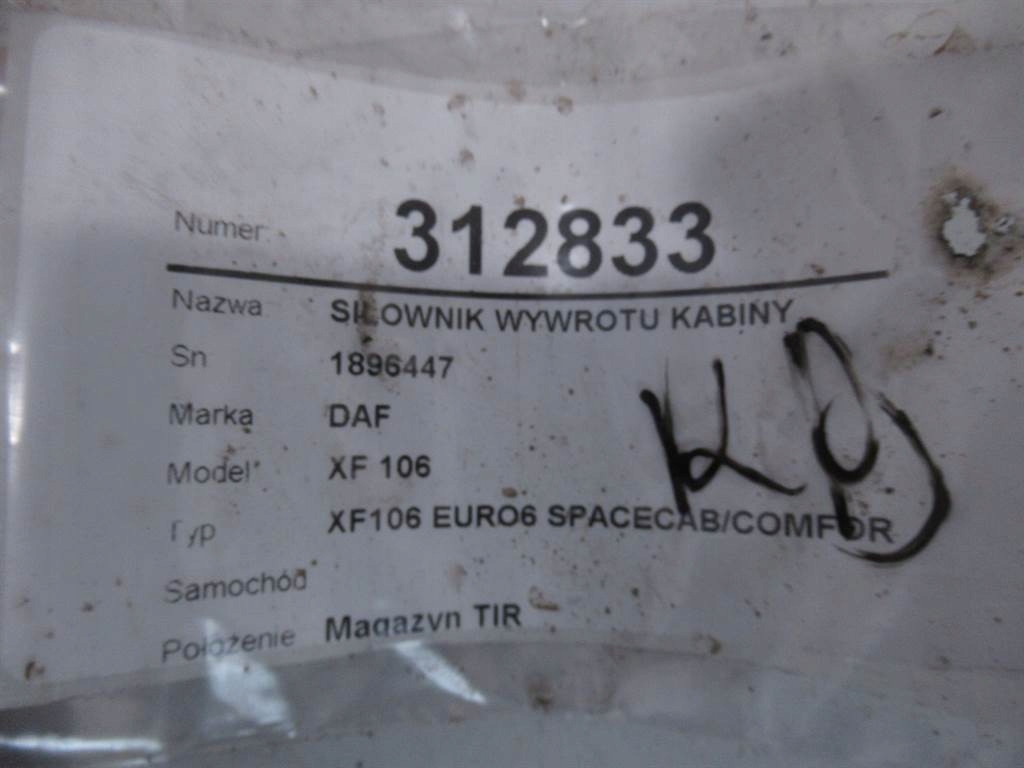 Numer: 312833
Nazwa SIŁOWNIK WYWROTU KABINY
Sn 1896447
Marka DAF
Model* XF 106
Typ XF106 EURO6 SPACECAB/COMFOR
Samochód
Położenie Magazyn TIR